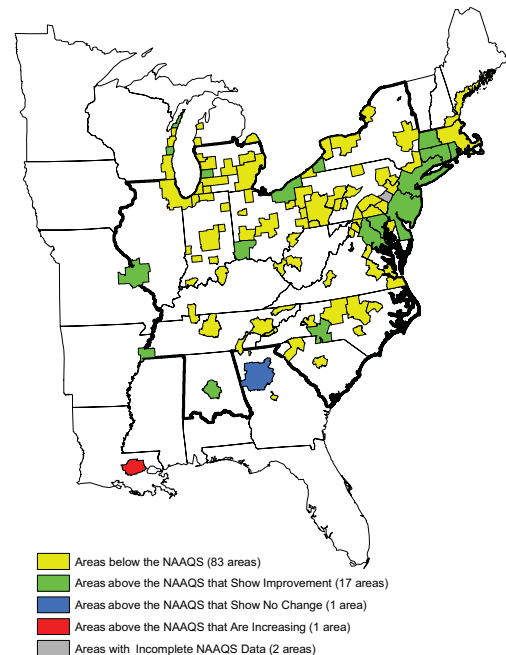 Areas below the NAAQS (83 areas)
Areas above the NAAQS that Show Improvement (17 areas)
Areas above the NAAQS that Show No Change (1 area)
Areas above the NAAQS that Are Increasing (1 area)
Areas with Incomplete NAAQS Data (2 areas)